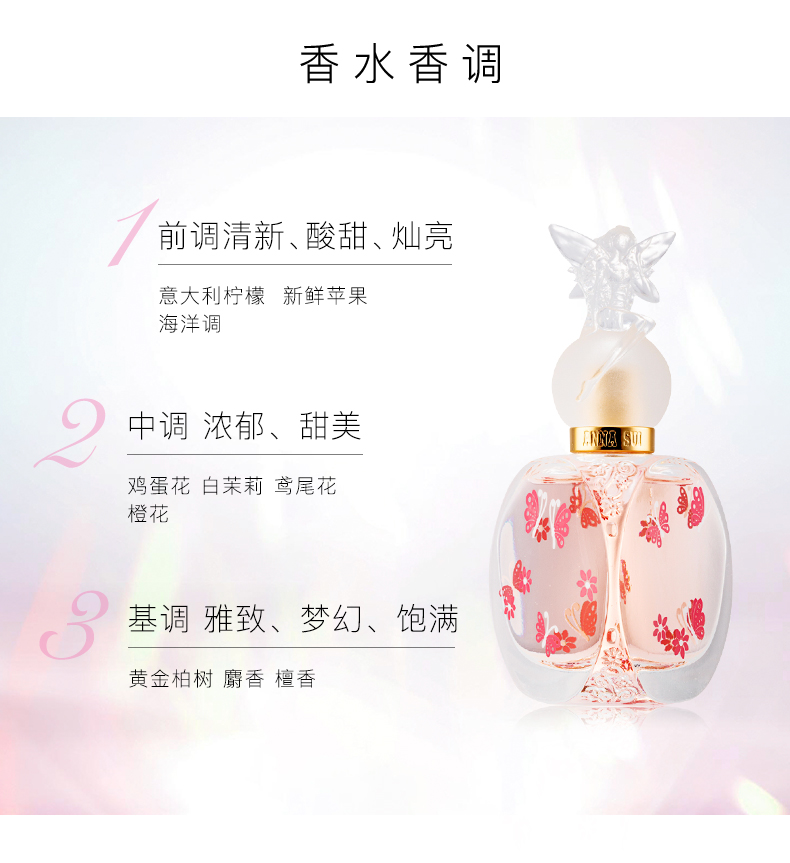 香水香调
1
前调清新、酸甜、灿亮
意大利柠檬 新鲜苹果
海洋调
2
中调 浓郁、甜美
鸡蛋花 白茉莉 鸢尾花
橙花
3
基调 雅致、梦幻、饱满
黄金柏树 麝香 檀香
ANNA SUI